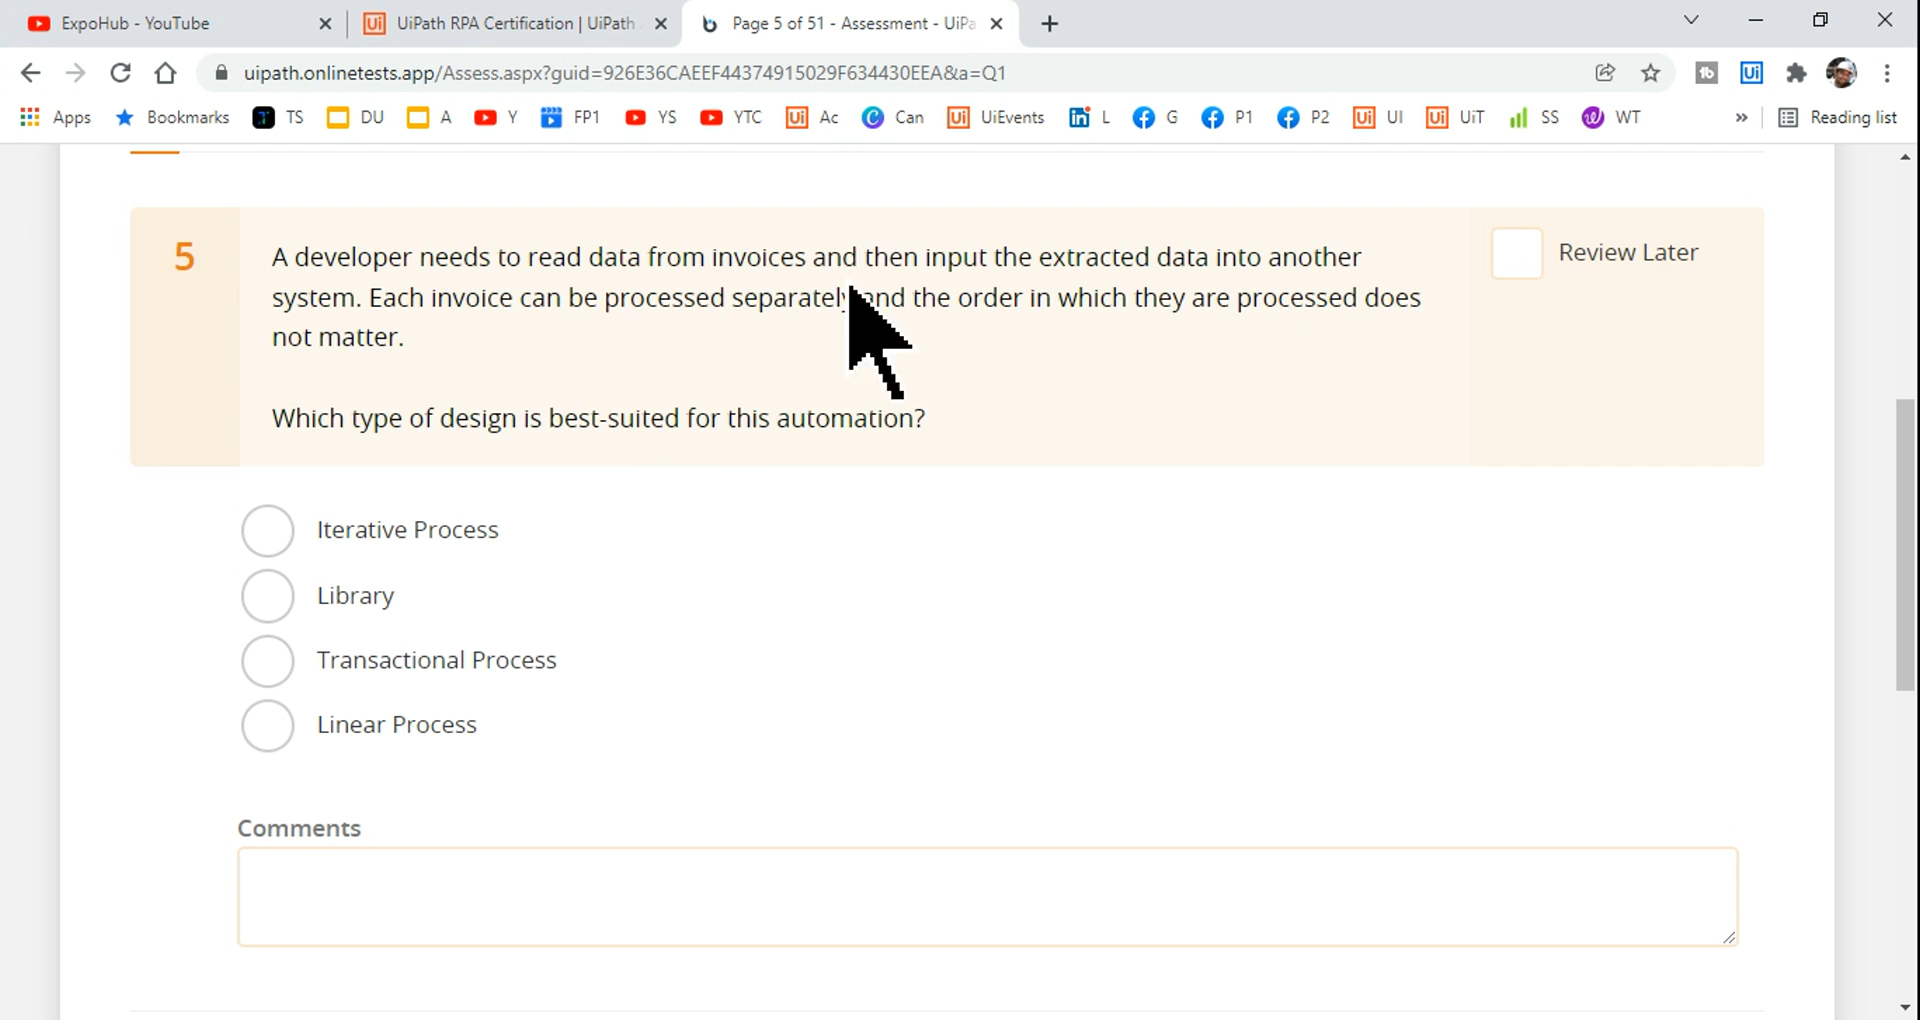 ExpoHub - YouTube
UiPath RPA Certification | UiPath
Page 5 of 51 - Assessment - UiPa
uipath.onlinetests.app/Assess.aspx?guid=926E36CAEEF44374915029F634430EEA&a=Q1
Apps Bookmarks TS DU A Y FP1 YS YTC Ac Can UiEvents L G P1 P2 UI UiT SS WT » Reading list
5
A developer needs to read data from invoices and then input the extracted data into another
system. Each invoice can be processed separately and the order in which they are processed does
not matter.
Which type of design is best-suited for this automation?
Review Later
Iterative Process
Library
Transactional Process
Linear Process
Comments